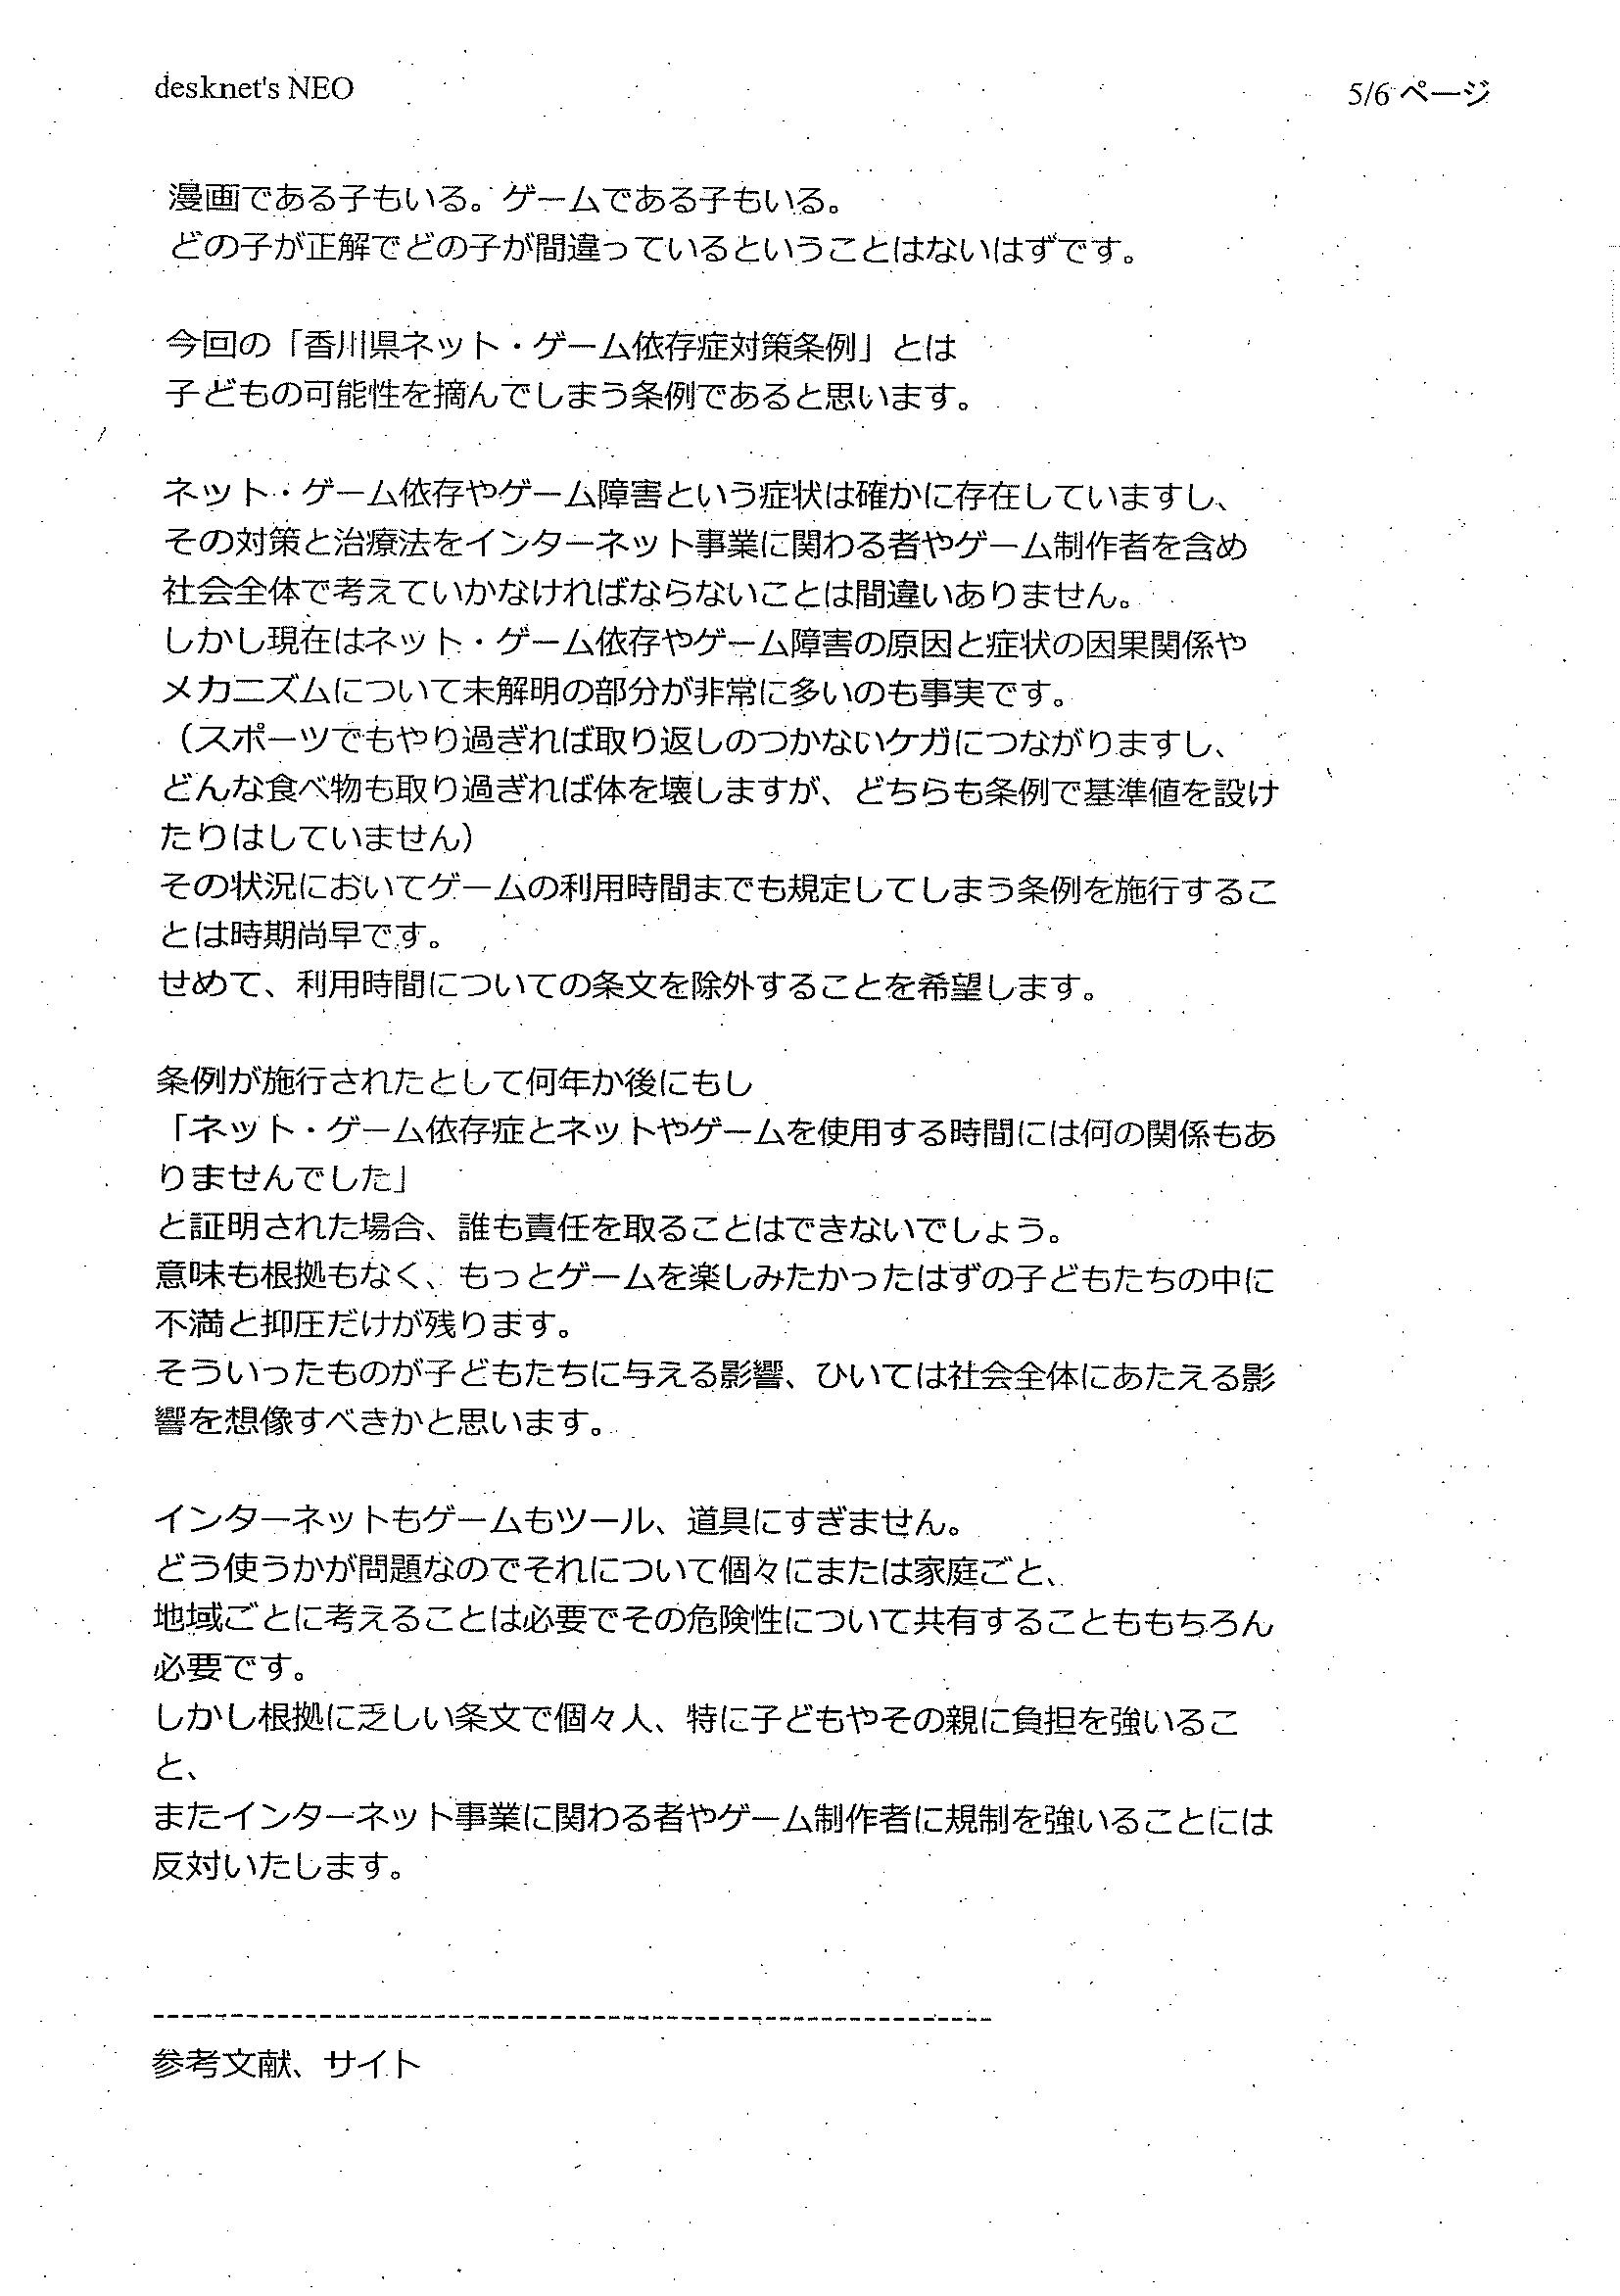 desknet's NEO
5/6 ページ
漫画である子もいる。ゲームである子もいる。
どの子が正解でどの子が間違っているということはないはずです。
今回の「香川県ネット・ゲーム依存症対策条例」とは
子どもの可能性を摘んでしまう条例であると思います。
ネット・ゲーム依存やゲーム障害という症状は確かに存在していますし、
その対策と治療法をインターネット事業に関わる者やゲーム制作者を含め
社会全体で考えていかなければならないことは間違いありません。
しかし現在はネット・ゲーム依存やゲーム障害の原因と症状の因果関係や
メカニズムについて未解明の部分が非常に多いのも事実です。
（スポーツでもやり過ぎれば取り返しのつかないケガにつながりますし、
どんな食べ物も取り過ぎれば体を壊しますが、どちらも条例で基準値を設け
たりはしていません）
その状況においてゲームの利用時間までも規定してしまう条例を施行するこ
とは時期尚早です。
せめて、利用時間についての条文を除外することを希望します。
条例が施行されたとして何年か後にもし
「ネット・ゲーム依存症とネットやゲームを使用する時間には何の関係もあ
りませんでした」
と証明された場合、誰も責任を取ることはできないでしょう。
意味も根拠もなく、もっとゲームを楽しみたかったはずの子どもたちの中に
不満と抑圧だけが残ります。
そういったものが子どもたちに与える影響、ひいては社会全体にあたえる影
響を想像すべきかと思います。
インターネットもゲームもツール、道具にすぎません。
どう使うかが問題なのでそれについて個々にまたは家庭ごと、
地域ごとに考えることは必要でその危険性について共有することももちろん
必要です。
しかし根拠に乏しい条文で個々人、特に子どもやその親に負担を強いるこ
と、
またインターネット事業に関わる者やゲーム制作者に規制を強いることには
反対いたします。
------------------------------------------------------------
参考文献、サイト